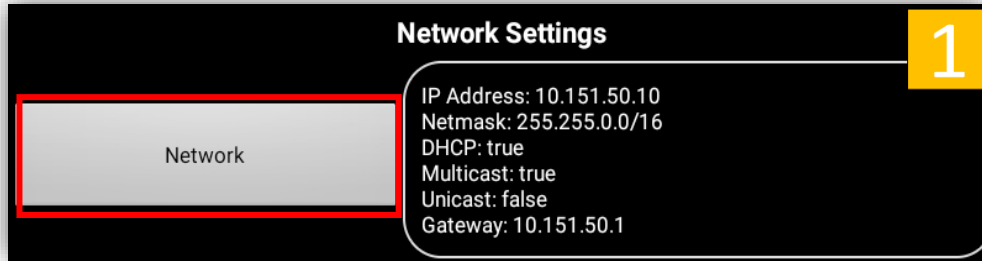 Network Settings
1
Network
IP Address: 10.151.50.10
Netmask: 255.255.0.0/16
DHCP: true
Multicast: true
Unicast: false
Gateway: 10.151.50.1